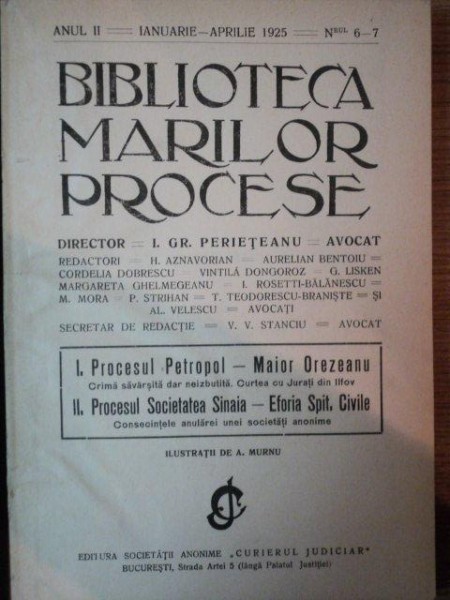 ANUL II = IANUARIE—APRILIE 1925 = NRUL 6—7
BIBLIOTECA
MARILOR
PROCESE
DIRECTOR = I. GR. PERIEȚEANU = AVOCAT
REDACTORI = H. AZNAVORIAN = AURELIAN BENTOIU =
CORDELIA DOBRESCU = VINTILĂ DONGOROZ = G. LISKEN
MARGARETA GHELMEGEANU = I. ROSETTI-BĂLĂNESCU =
M. MORA = P. STRIHAN = T. TEODORESCU-BRANIȘTE = ȘI
AL. VELESCU = AVOCAȚI
SECRETAR DE REDACȚIE = V. V. STANCIU = AVOCAT
I. Procesul Petropol — Maior Orezeanu
Crimă săvârșită dar neizbutită. Curtea cu Jurați din Ilfov
II. Procesul Societatea Sinaia — Eforia Spit. Civile
Consecințele anulărei unei societăți anonime
ILUSTRAȚII DE A. MURNU
CJ
EDITURA SOCIETĂȚII ANONIME „CURIERUL JUDICIAR"
BUCUREȘTI, Strada Artei 5 (lângă Palatul Justiției)